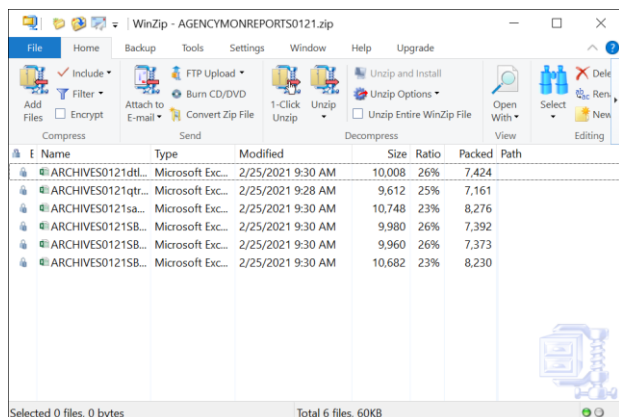 WinZip - AGENCYMONREPORTS0121.zip
File Home Backup Tools Settings Window Help Upgrade
Add Files
Include
Filter
Encrypt
Attach to E-mail
FTP Upload
Burn CD/DVD
Convert Zip File
1-Click Unzip
Unzip
Unzip and Install
Unzip Options
Unzip Entire WinZip File
Open With
Select
Dele
Ren
New
Compress Send Decompress View Editing
E Name Type Modified Size Ratio Packed Path
ARCHIVES0121dtl... Microsoft Exc... 2/25/2021 9:30 AM 10,008 26% 7,424
ARCHIVES0121qtr... Microsoft Exc... 2/25/2021 9:28 AM 9,612 25% 7,161
ARCHIVES0121sa... Microsoft Exc... 2/25/2021 9:30 AM 10,748 23% 8,276
ARCHIVES0121SB... Microsoft Exc... 2/25/2021 9:30 AM 9,980 26% 7,392
ARCHIVES0121SB... Microsoft Exc... 2/25/2021 9:30 AM 9,960 26% 7,373
ARCHIVES0121SB... Microsoft Exc... 2/25/2021 9:30 AM 10,682 23% 8,230
Selected 0 files, 0 bytes Total 6 files, 60KB